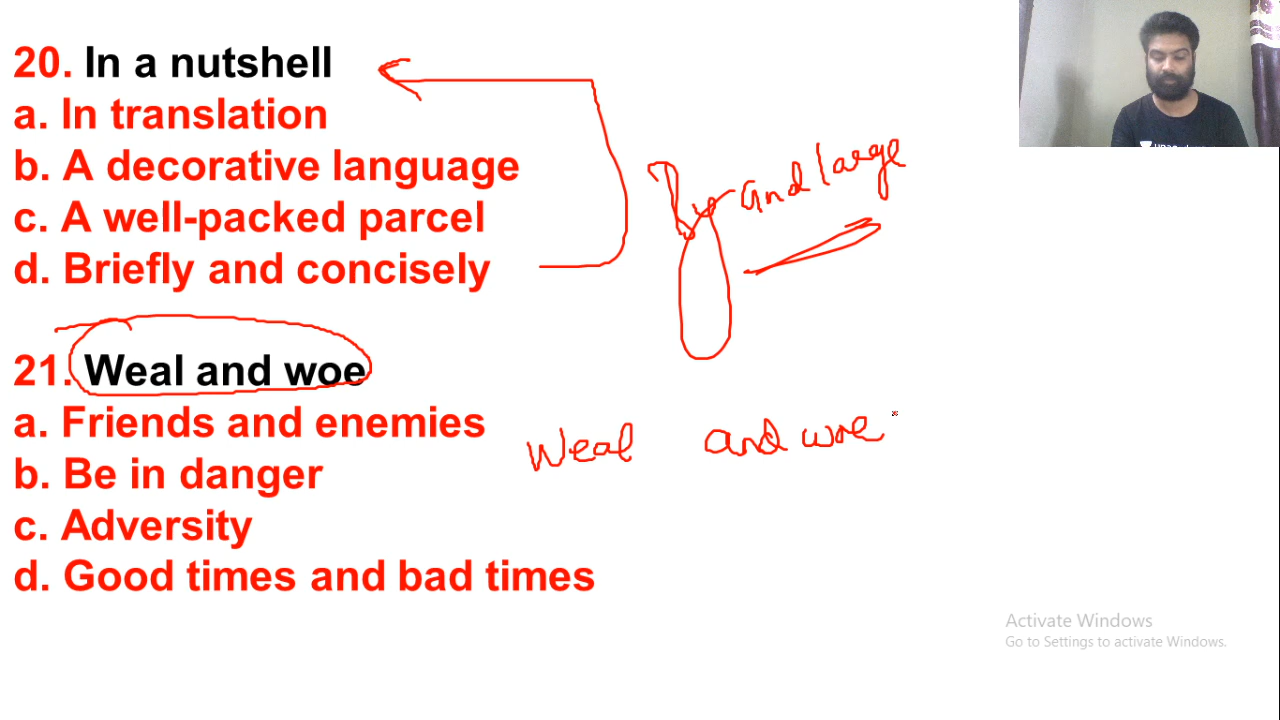 20. In a nutshell
a. In translation
b. A decorative language
c. A well-packed parcel
d. Briefly and concisely
By and large
21. Weal and woe
a. Friends and enemies
b. Be in danger
c. Adversity
d. Good times and bad times
Weal and woe
Activate Windows
Go to Settings to activate Windows.